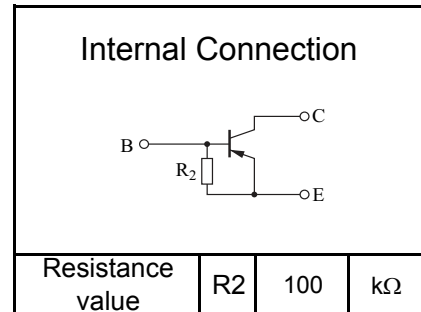 Internal Connection
C
B
R2
E
Resistance value R2 100 kΩ